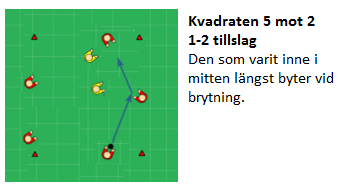 Kvadraten 5 mot 2
1-2 tillslag
Den som varit inne i
mitten längst byter vid
brytning.